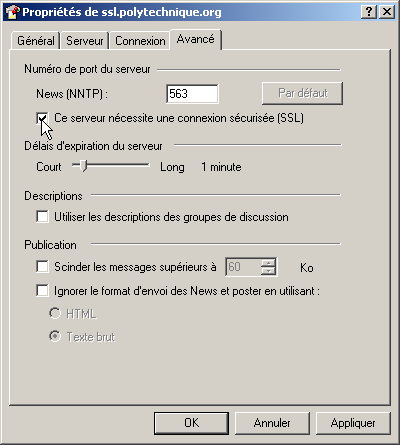 Propriétés de ssl.polytechnique.org
Général Serveur Connexion Avancé
Numéro de port du serveur
News (NNTP) : 563 Par défaut
Ce serveur nécessite une connexion sécurisée (SSL)
Délais d'expiration du serveur
Court Long 1 minute
Descriptions
Utiliser les descriptions des groupes de discussion
Publication
Scinder les messages supérieurs à 60 Ko
Ignorer le format d'envoi des News et poster en utilisant :
HTML
Texte brut
OK Annuler Appliquer